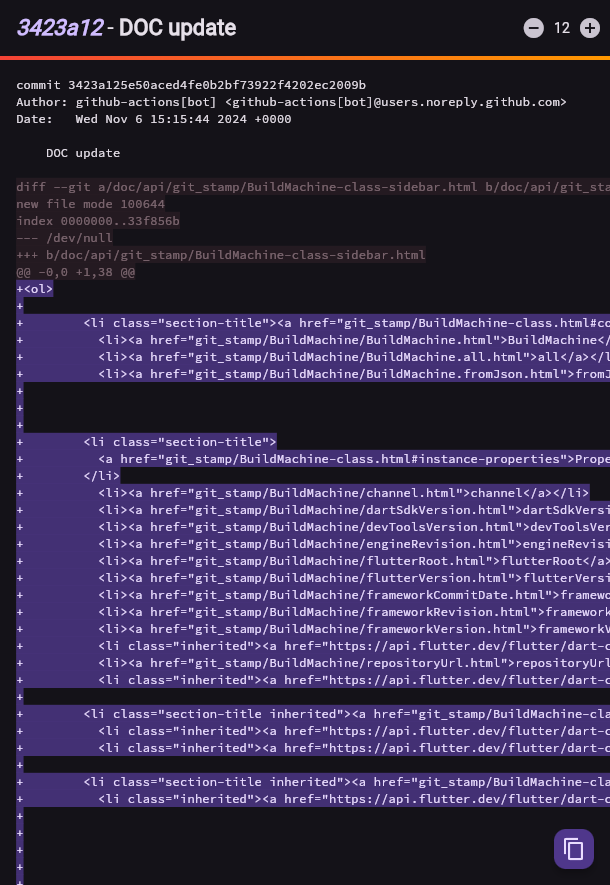 3423a12 - DOC update
12
commit 3423a125e50aced4fe0b2bf73922f4202ec2009b
Author: github-actions[bot] <github-actions[bot]@users.noreply.github.com>
Date:   Wed Nov 6 15:15:44 2024 +0000
DOC update
diff --git a/doc/api/git_stamp/BuildMachine-class-sidebar.html b/doc/api/git_sta
new file mode 100644
index 0000000..33f856b
--- /dev/null
+++ b/doc/api/git_stamp/BuildMachine-class-sidebar.html
@@ -0,0 +1,38 @@
+<ol>
+
+        <li class="section-title"><a href="git_stamp/BuildMachine-class.html#co
+          <li><a href="git_stamp/BuildMachine/BuildMachine.html">BuildMachine</
+          <li><a href="git_stamp/BuildMachine/BuildMachine.all.html">all</a></l
+          <li><a href="git_stamp/BuildMachine/BuildMachine.fromJson.html">fromJ
+
+
+
+        <li class="section-title">
+          <a href="git_stamp/BuildMachine-class.html#instance-properties">Prope
+        </li>
+          <li><a href="git_stamp/BuildMachine/channel.html">channel</a></li>
+          <li><a href="git_stamp/BuildMachine/dartSdkVersion.html">dartSdkVersi
+          <li><a href="git_stamp/BuildMachine/devToolsVersion.html">devToolsVer
+          <li><a href="git_stamp/BuildMachine/engineRevision.html">engineRevisi
+          <li><a href="git_stamp/BuildMachine/flutterRoot.html">flutterRoot</a>
+          <li><a href="git_stamp/BuildMachine/flutterVersion.html">flutterVersi
+          <li><a href="git_stamp/BuildMachine/frameworkCommitDate.html">framewo
+          <li><a href="git_stamp/BuildMachine/frameworkRevision.html">framework
+          <li><a href="git_stamp/BuildMachine/frameworkVersion.html">frameworkV
+          <li class="inherited"><a href="https://api.flutter.dev/flutter/dart-c
+          <li><a href="git_stamp/BuildMachine/repositoryUrl.html">repositoryUrl
+          <li class="inherited"><a href="https://api.flutter.dev/flutter/dart-c
+
+        <li class="section-title inherited"><a href="git_stamp/BuildMachine-cla
+          <li class="inherited"><a href="https://api.flutter.dev/flutter/dart-c
+          <li class="inherited"><a href="https://api.flutter.dev/flutter/dart-c
+
+        <li class="section-title inherited"><a href="git_stamp/BuildMachine-cla
+          <li class="inherited"><a href="https://api.flutter.dev/flutter/dart-c
+
+
+
+
+